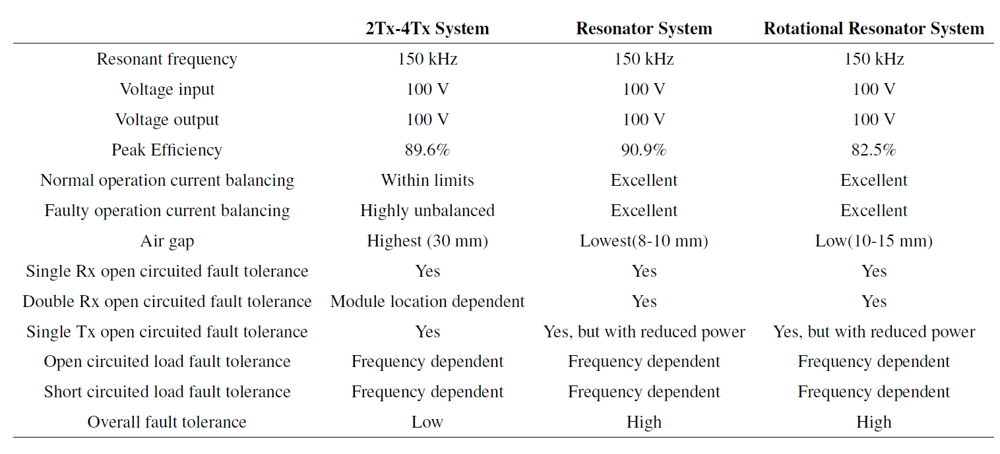 2Tx-4Tx System Resonator System Rotational Resonator System
Resonant frequency 150 kHz 150 kHz 150 kHz
Voltage input 100 V 100 V 100 V
Voltage output 100 V 100 V 100 V
Peak Efficiency 89.6% 90.9% 82.5%
Normal operation current balancing Within limits Excellent Excellent
Faulty operation current balancing Highly unbalanced Excellent Excellent
Air gap Highest (30 mm) Lowest(8-10 mm) Low(10-15 mm)
Single Rx open circuited fault tolerance Yes Yes Yes
Double Rx open circuited fault tolerance Module location dependent Yes Yes
Single Tx open circuited fault tolerance Yes Yes, but with reduced power Yes, but with reduced power
Open circuited load fault tolerance Frequency dependent Frequency dependent Frequency dependent
Short circuited load fault tolerance Frequency dependent Frequency dependent Frequency dependent
Overall fault tolerance Low High High